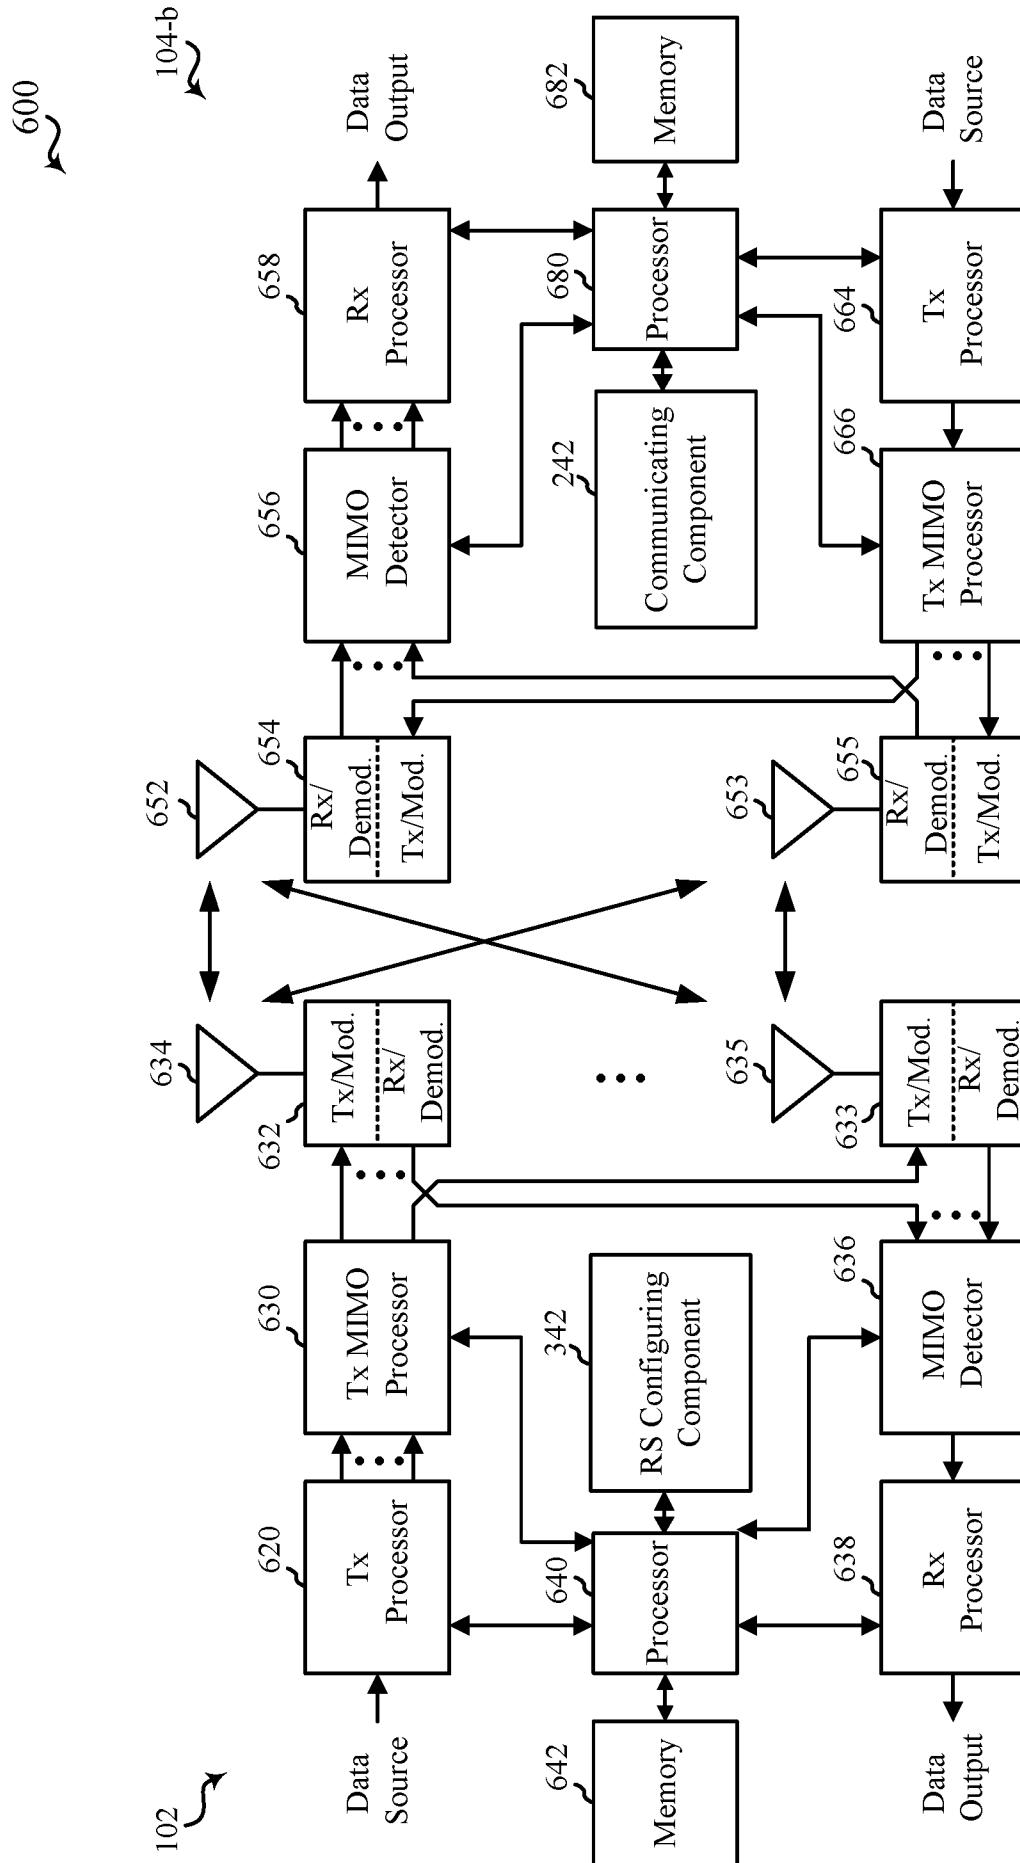 600
102
104-b
634
652
620
630
632
654
656
658
Data
Source
Tx
Processor
Tx MIMO
Processor
Tx/Mod.
Rx/
Demod.
Rx/
Demod.
Tx/Mod.
MIMO
Detector
Rx
Processor
Data
Output
642
640
342
242
680
682
Memory
Processor
RS Configuring
Component
Communicating
Component
Processor
Memory
635
653
638
636
633
655
666
664
Data
Output
Rx
Processor
MIMO
Detector
Tx/Mod.
Rx/
Demod.
Rx/
Demod.
Tx/Mod.
Tx MIMO
Processor
Tx
Processor
Data
Source